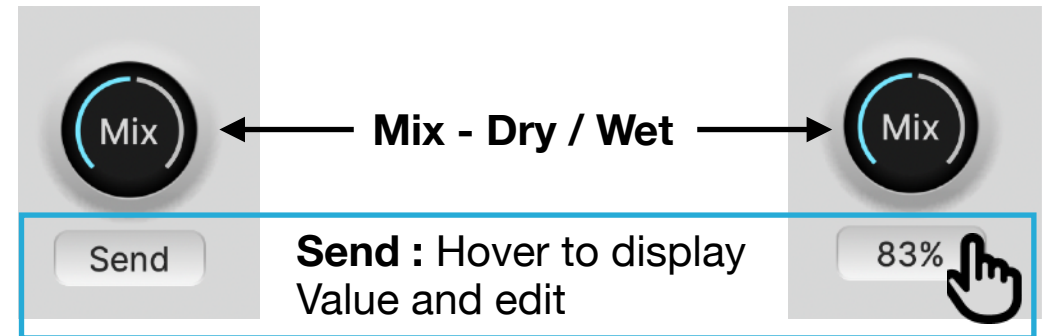 Mix
Mix - Dry / Wet
Mix
Send
Send : Hover to display
Value and edit
83%